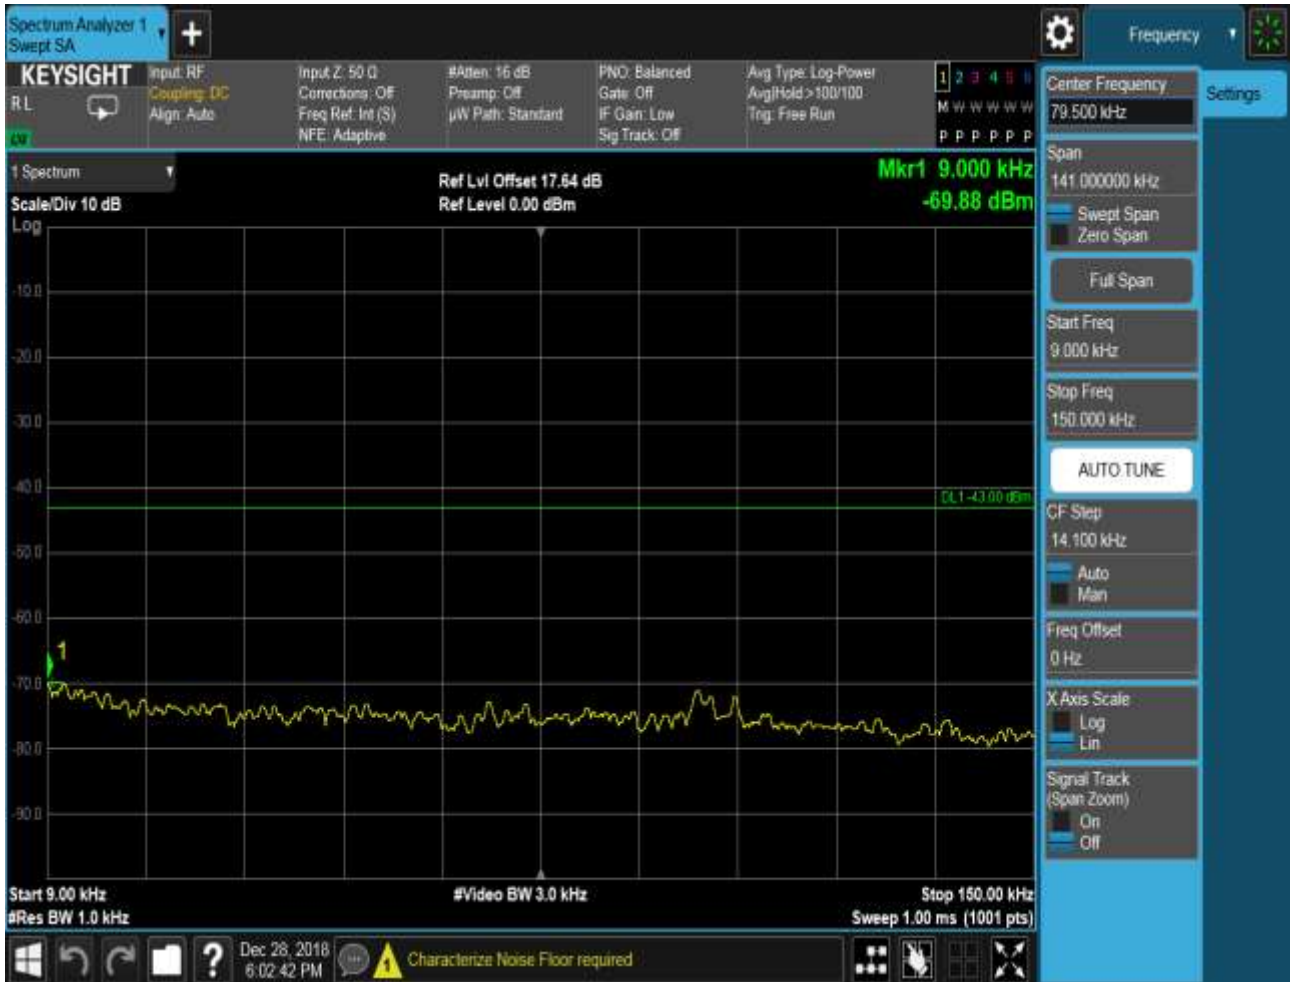 Spectrum Analyzer 1
Swept SA
Frequency
KEYSIGHT
RL
Input: RF
Coupling: DC
Align: Auto
Input Z: 50 Ω
Corrections: Off
Freq Ref: Int (S)
NFE: Adaptive
#Atten: 16 dB
Preamp: Off
µW Path: Standard
PNO: Balanced
Gate: Off
IF Gain: Low
Sig Track: Off
Avg Type: Log-Power
Avg|Hold:>100/100
Trig: Free Run
1 2 3 4 5 6
M W W W W W
P P P P P P
1 Spectrum
Scale/Div 10 dB
Log
Ref Lvl Offset 17.64 dB
Ref Level 0.00 dBm
Mkr1 9.000 kHz
-69.88 dBm
-10.0
-20.0
-30.0
-40.0
DL1 -43.00 dBm
-50.0
-60.0
1
-70.0
-80.0
-90.0
Start 9.00 kHz
#Video BW 3.0 kHz
Stop 150.00 kHz
#Res BW 1.0 kHz
Sweep 1.00 ms (1001 pts)
?
Dec 28, 2018
6:02:42 PM
Characterize Noise Floor required
Center Frequency
79.500 kHz
Settings
Span
141.000000 kHz
Swept Span
Zero Span
Full Span
Start Freq
9.000 kHz
Stop Freq
150.000 kHz
AUTO TUNE
CF Step
14.100 kHz
Auto
Man
Freq Offset
0 Hz
X Axis Scale
Log
Lin
Signal Track
(Span Zoom)
On
Off